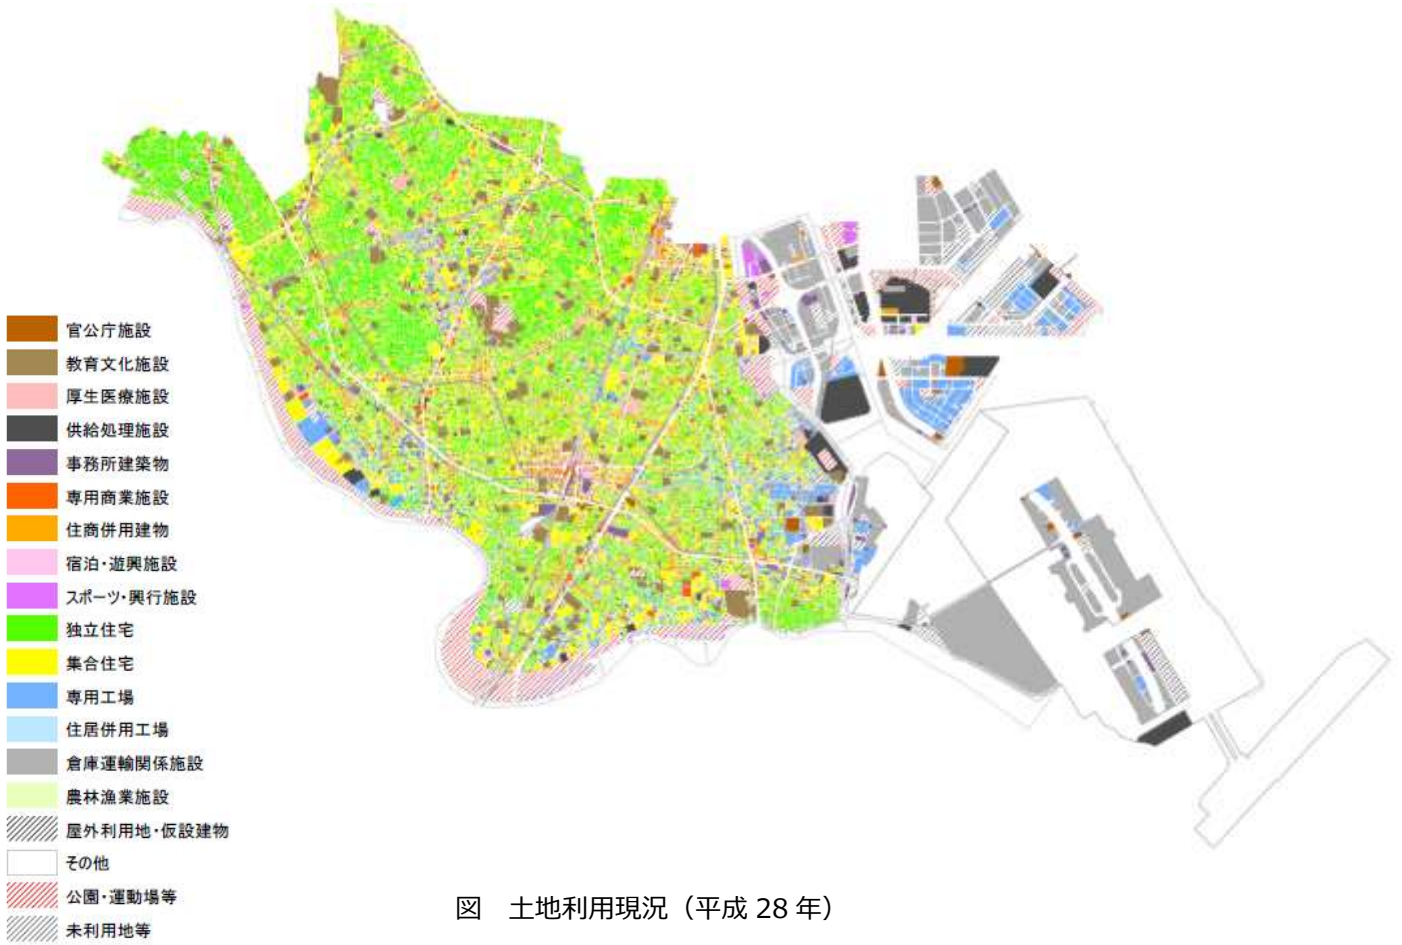 官公庁施設
教育文化施設
厚生医療施設
供給処理施設
事務所建築物
専用商業施設
住商併用建物
宿泊・遊興施設
スポーツ・興行施設
独立住宅
集合住宅
専用工場
住居併用工場
倉庫運輸関係施設
農林漁業施設
屋外利用地・仮設建物
その他
公園・運動場等
未利用地等
図　土地利用現況（平成 28 年）